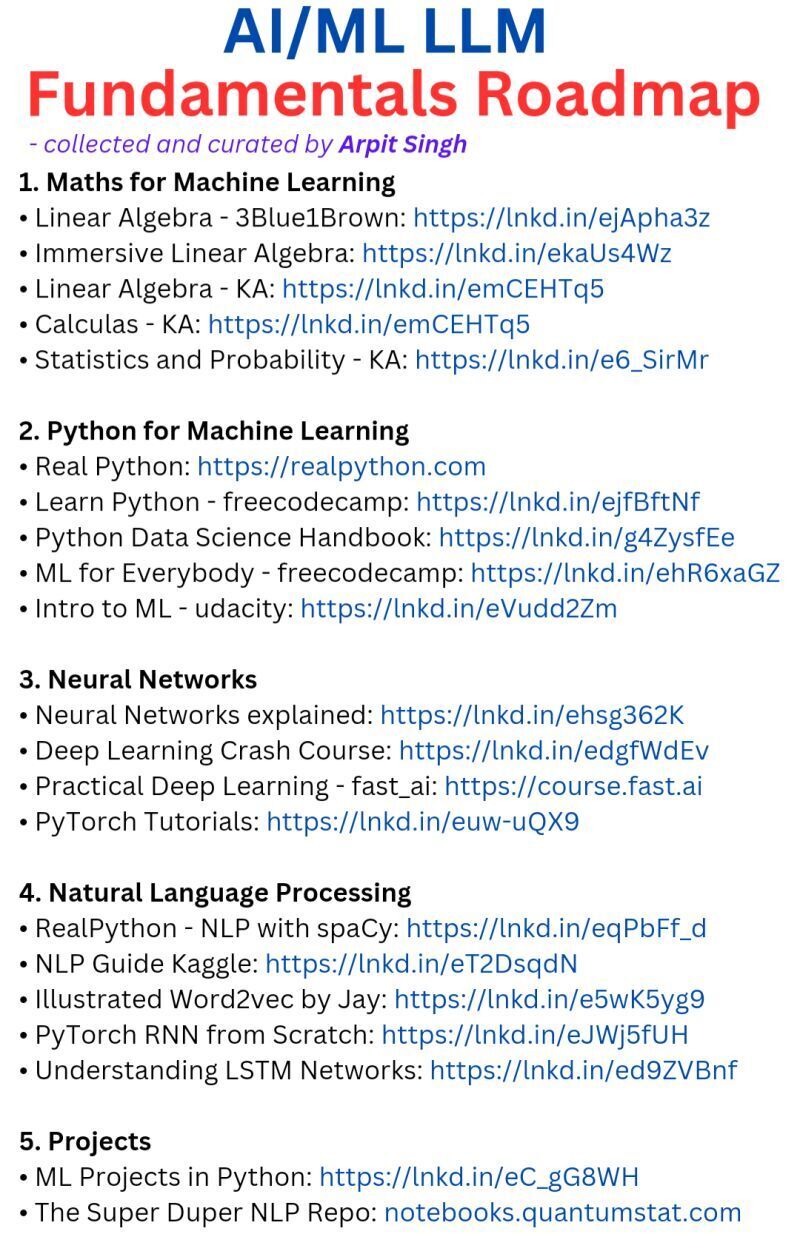 AI/ML LLM
Fundamentals Roadmap
- collected and curated by Arpit Singh
1. Maths for Machine Learning
• Linear Algebra - 3Blue1Brown: https://lnkd.in/ejApha3z
• Immersive Linear Algebra: https://lnkd.in/ekaUs4Wz
• Linear Algebra - KA: https://lnkd.in/emCEHTq5
• Calculas - KA: https://lnkd.in/emCEHTq5
• Statistics and Probability - KA: https://lnkd.in/e6_SirMr
2. Python for Machine Learning
• Real Python: https://realpython.com
• Learn Python - freecodecamp: https://lnkd.in/ejfBftNf
• Python Data Science Handbook: https://lnkd.in/g4ZysfEe
• ML for Everybody - freecodecamp: https://lnkd.in/ehR6xaGZ
• Intro to ML - udacity: https://lnkd.in/eVudd2Zm
3. Neural Networks
• Neural Networks explained: https://lnkd.in/ehsg362K
• Deep Learning Crash Course: https://lnkd.in/edgfWdEv
• Practical Deep Learning - fast_ai: https://course.fast.ai
• PyTorch Tutorials: https://lnkd.in/euw-uQX9
4. Natural Language Processing
• RealPython - NLP with spaCy: https://lnkd.in/eqPbFf_d
• NLP Guide Kaggle: https://lnkd.in/eT2DsqdN
• Illustrated Word2vec by Jay: https://lnkd.in/e5wK5yg9
• PyTorch RNN from Scratch: https://lnkd.in/eJWj5fUH
• Understanding LSTM Networks: https://lnkd.in/ed9ZVBnf
5. Projects
• ML Projects in Python: https://lnkd.in/eC_gG8WH
• The Super Duper NLP Repo: notebooks.quantumstat.com